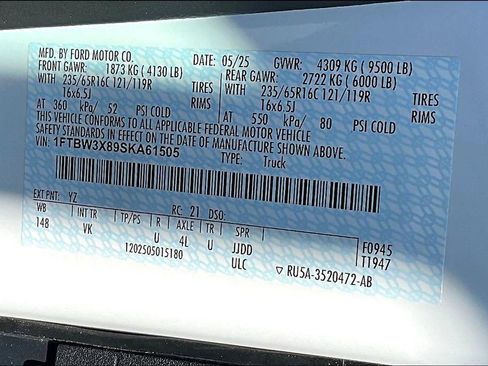 MFD. BY FORD MOTOR CO. 05/25 GVWR: 4309 KG ( 9500 LB)
FRONT GAWR: 1873 KG ( 4130 LB) REAR GAWR: 2722 KG ( 6000 LB)
235/65R16C 121/119R TIRES 235/65R16C 121/119R TIRES
16x6.5J RIMS 16x6.5J RIMS
AT 360 kPa/ 52 PSI COLD AT 550 kPa/ 80 PSI COLD
THIS VEHICLE CONFORMS TO ALL APPLICABLE FEDERAL MOTOR VEHICLE
SAFETY STANDARDS IN EFFECT ON THE DATE OF MANUFACTURE SHOWN ABOVE.
VIN: 1FTBW3X89SKA61505 TYPE: Truck
EXT PNT: YZ RC: 21 DSO:
WB INT TR TP/PS R AXLE TR SPR F0945
148 VK U 4L U JJDD T1947
1202505015180 ULC RU5A-3520472-AB